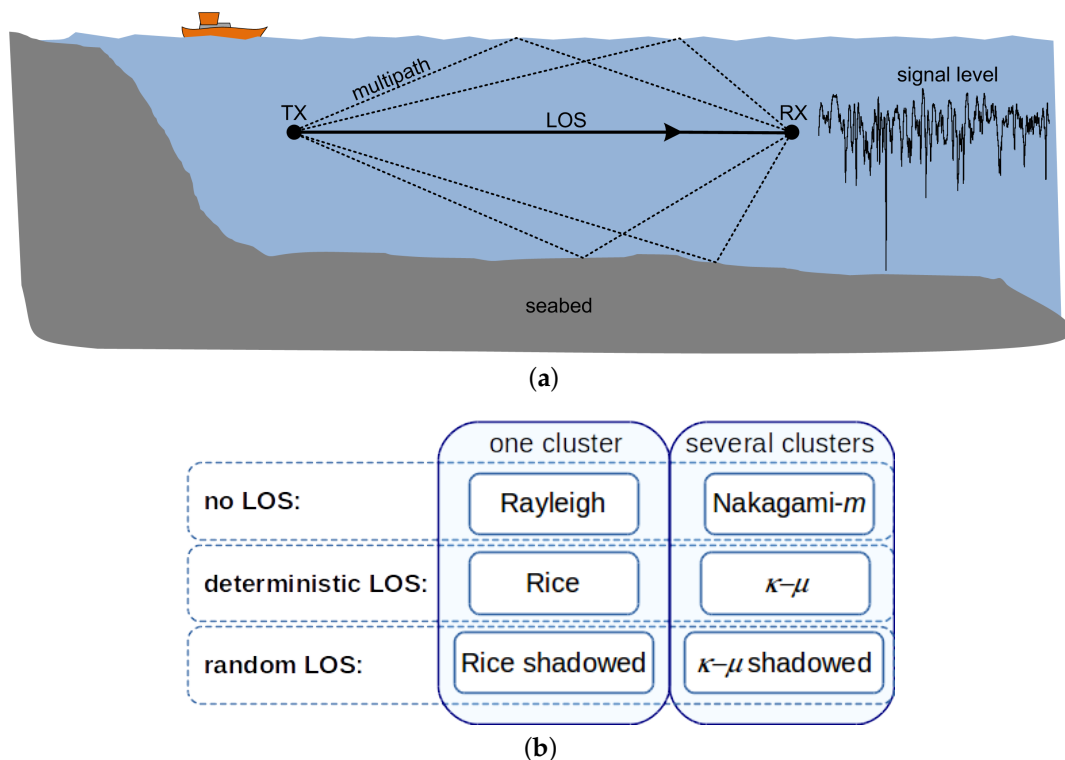 multipath
TX
LOS
RX
signal level
seabed
(a)
one cluster
several clusters
no LOS:
Rayleigh
Nakagami-m
deterministic LOS:
Rice
κ–μ
random LOS:
Rice shadowed
κ–μ shadowed
(b)